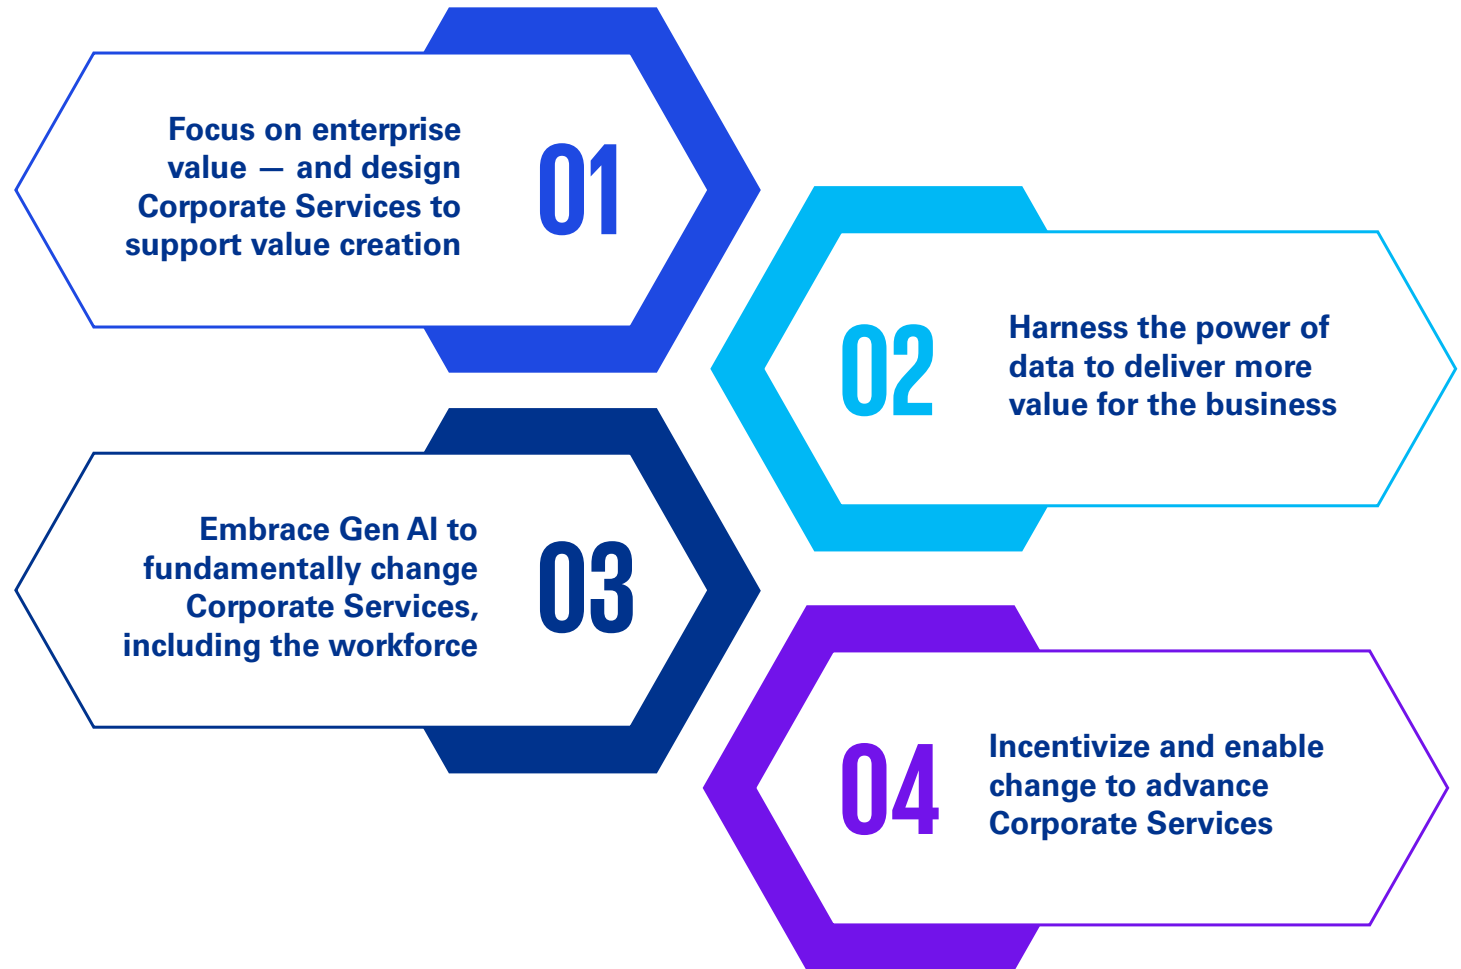 Focus on enterprise
value — and design
Corporate Services to
support value creation
01
02
Harness the power of
data to deliver more
value for the business
Embrace Gen AI to
fundamentally change
Corporate Services,
including the workforce
03
04
Incentivize and enable
change to advance
Corporate Services